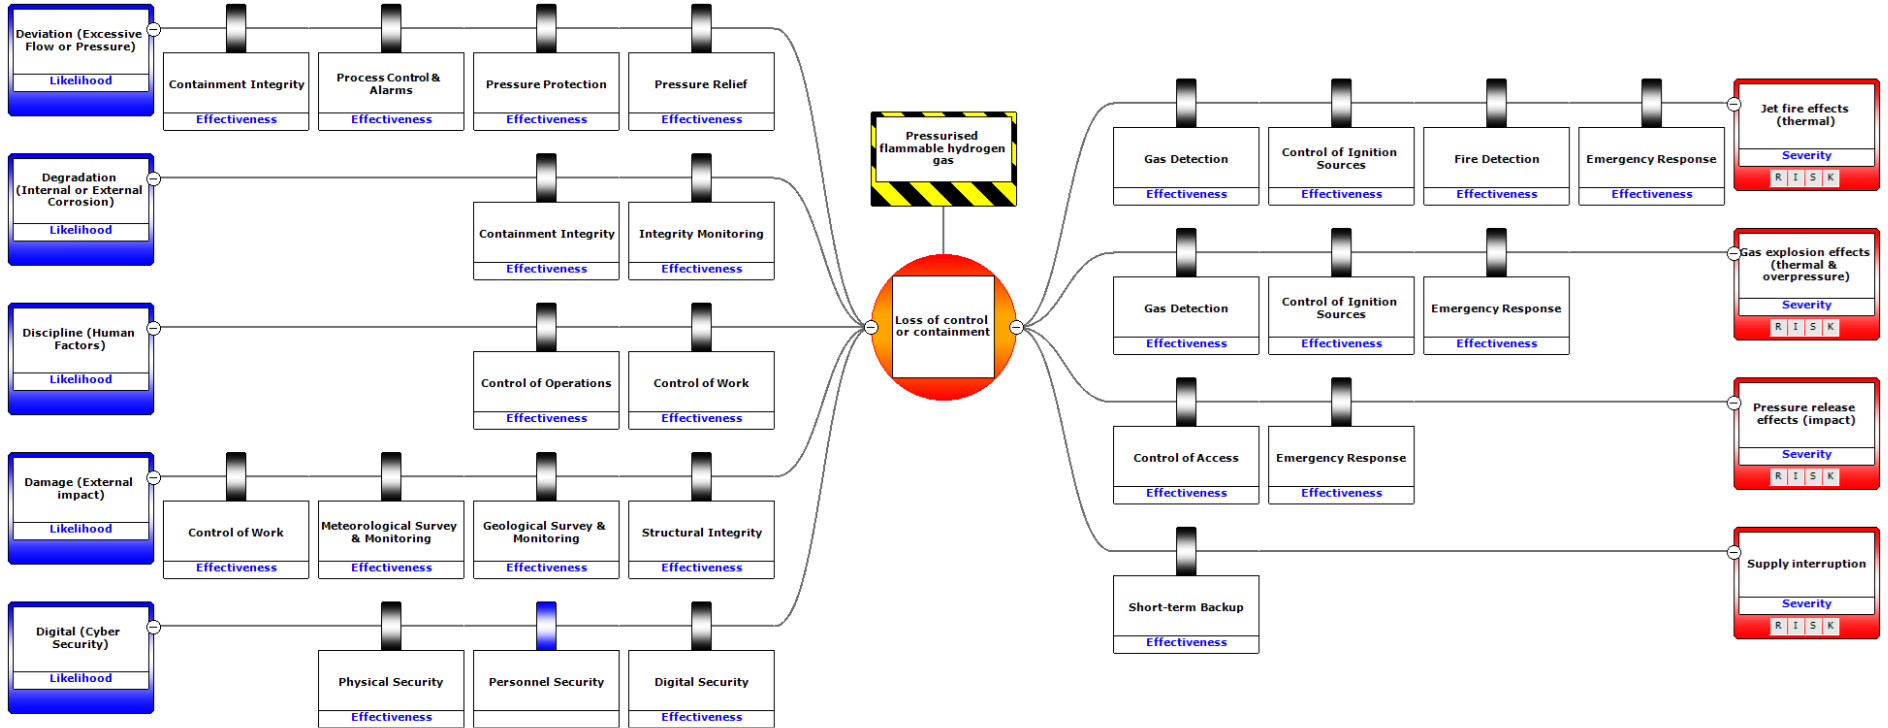 Deviation (Excessive
Flow or Pressure)
Likelihood
Containment Integrity
Effectiveness
Process Control &
Alarms
Effectiveness
Pressure Protection
Effectiveness
Pressure Relief
Effectiveness
Degradation
(Internal or External
Corrosion)
Likelihood
Containment Integrity
Effectiveness
Integrity Monitoring
Effectiveness
Discipline (Human
Factors)
Likelihood
Control of Operations
Effectiveness
Control of Work
Effectiveness
Damage (External
impact)
Likelihood
Control of Work
Effectiveness
Meteorological Survey
& Monitoring
Effectiveness
Geological Survey &
Monitoring
Effectiveness
Structural Integrity
Effectiveness
Digital (Cyber
Security)
Likelihood
Physical Security
Effectiveness
Personnel Security
Digital Security
Effectiveness
Pressurised
flammable hydrogen
gas
Loss of control
or containment
Gas Detection
Effectiveness
Control of Ignition
Sources
Effectiveness
Fire Detection
Effectiveness
Emergency Response
Effectiveness
Jet fire effects
(thermal)
Severity
R I S K
Gas Detection
Effectiveness
Control of Ignition
Sources
Effectiveness
Emergency Response
Effectiveness
Gas explosion effects
(thermal &
overpressure)
Severity
R I S K
Control of Access
Effectiveness
Emergency Response
Effectiveness
Pressure release
effects (impact)
Severity
R I S K
Short-term Backup
Effectiveness
Supply interruption
Severity
R I S K